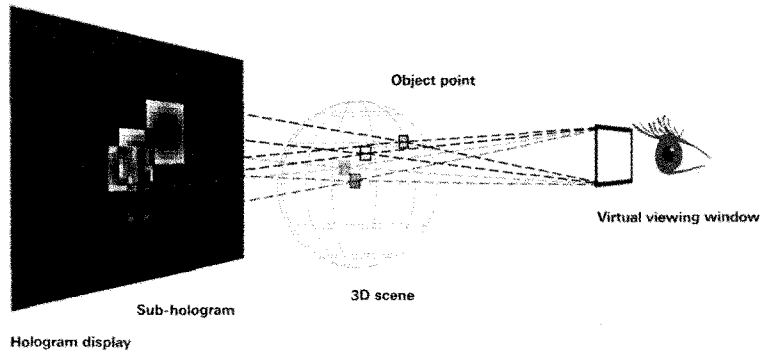 Object point
Virtual viewing window
3D scene
Sub-hologram
Hologram display